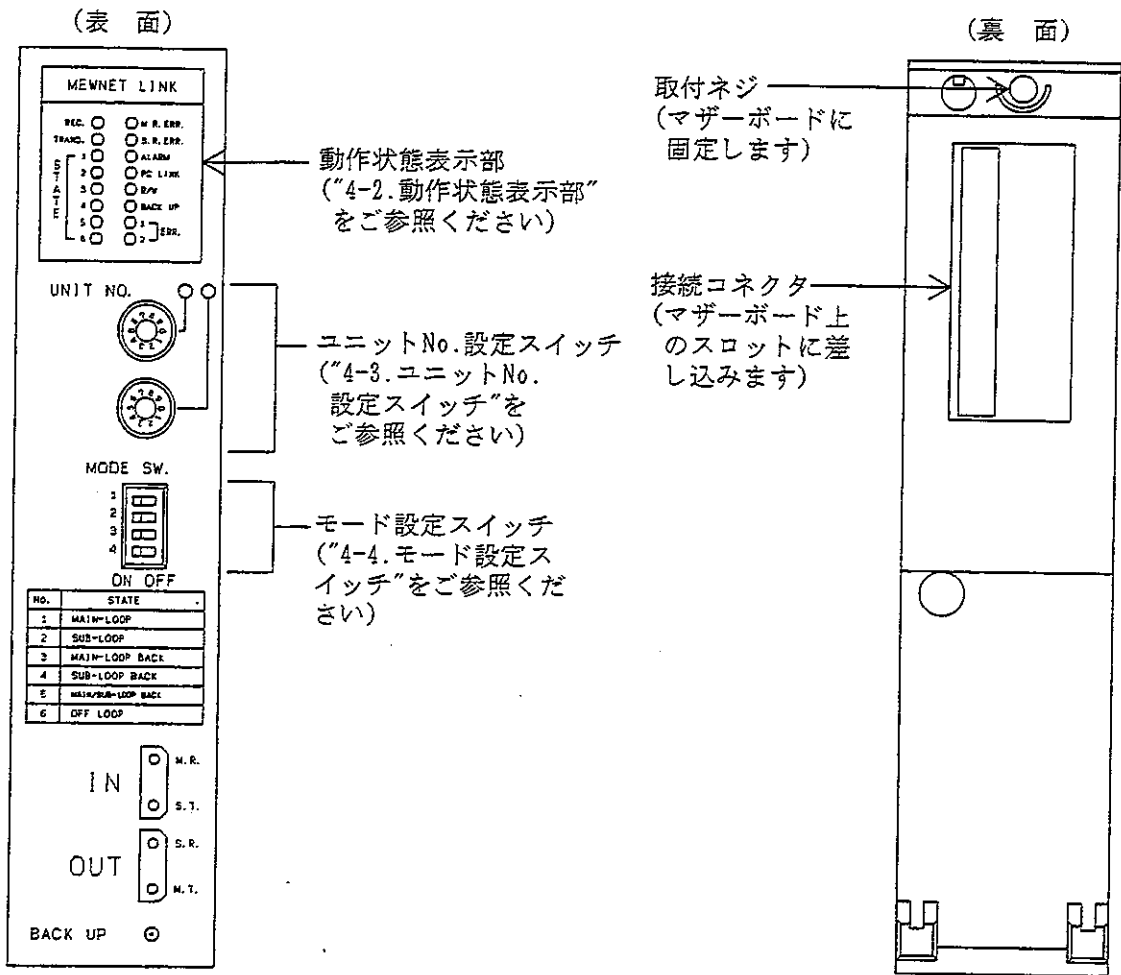 (表 面)
MEWNET LINK
REC. M.R.ERR.
TRANC. S.R.ERR.
STATE
1 ALARM
2 PC LINK
3 R/W
4 BACK UP
5 1
6 2 ERR.
動作状態表示部
("4-2.動作状態表示部"
をご参照ください)
UNIT NO.
ユニットNo.設定スイッチ
("4-3.ユニットNo.
設定スイッチ"を
ご参照ください)
MODE SW.
1
2
3
4
ON OFF
モード設定スイッチ
("4-4.モード設定ス
イッチ"をご参照くだ
さい)
NO. STATE
1 MAIN-LOOP
2 SUB-LOOP
3 MAIN-LOOP BACK
4 SUB-LOOP BACK
5 MAIN/SUB-LOOP BACK
6 OFF LOOP
IN
M.R.
S.T.
OUT
S.R.
M.T.
BACK UP
(裏 面)
取付ネジ
(マザーボードに
固定します)
接続コネクタ
(マザーボード上
のスロットに差
し込みます)